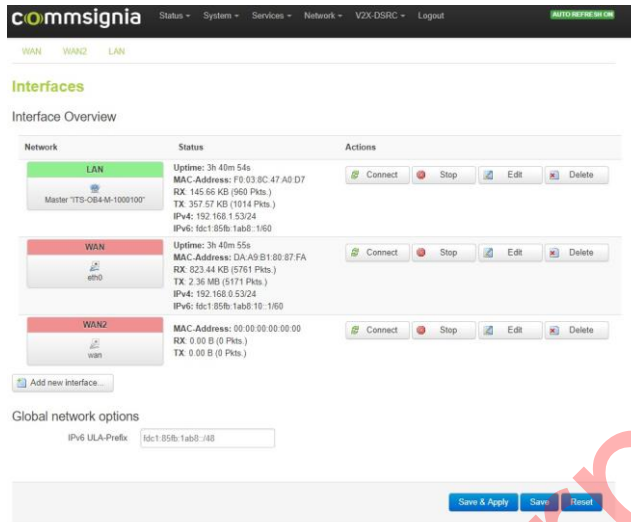 commsignia Status System Services Network V2X-DSRC Logout AUTO REFRESH ON
WAN WAN2 LAN
Interfaces
Interface Overview
Network Status Actions
LAN
Master "ITS-OB4-M-1000100"
Uptime: 3h 40m 54s
MAC-Address: F0:03:8C:47:A0:D7
RX: 145.66 KB (960 Pkts.)
TX: 357.57 KB (1014 Pkts.)
IPv4: 192.168.1.53/24
IPv6: fdc1:85fb:1ab8::1/60
Connect Stop Edit Delete
WAN
eth0
Uptime: 3h 40m 55s
MAC-Address: DA:A9:B1:80:87:FA
RX: 823.44 KB (5761 Pkts.)
TX: 2.36 MB (5171 Pkts.)
IPv4: 192.168.0.53/24
IPv6: fdc1:85fb:1ab8:10::1/60
Connect Stop Edit Delete
WAN2
wan
MAC-Address: 00:00:00:00:00:00
RX: 0.00 B (0 Pkts.)
TX: 0.00 B (0 Pkts.)
Connect Stop Edit Delete
Add new interface...
Global network options
IPv6 ULA-Prefix fdc1:85fb:1ab8::/48
Save & Apply Save Reset